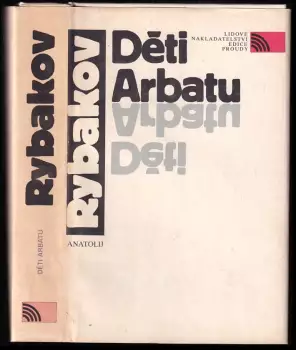 Rybakov
DĚTI ARBATU
LIDOVÉ
NAKLADATELSTVÍ
EDICE
PROUDY
Děti
Arbatu
Arbatu
Děti
Rybakov
ANATOLIJ